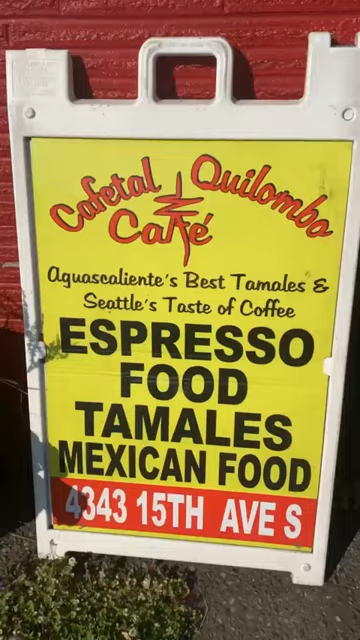 Cafetal Quilombo
Café
Aguascaliente's Best Tamales &
Seattle's Taste of Coffee
ESPRESSO
FOOD
TAMALES
MEXICAN FOOD
4343 15TH AVE S